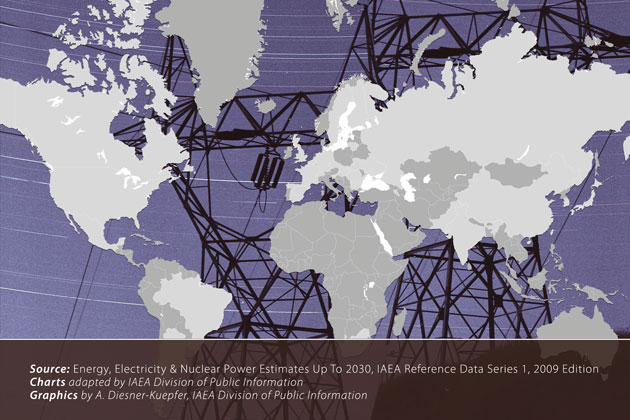 Source: Energy, Electricity & Nuclear Power Estimates Up To 2030, IAEA Reference Data Series 1, 2009 Edition
Charts adapted by IAEA Division of Public Information
Graphics by A. Diesner-Kuepfer, IAEA Division of Public Information